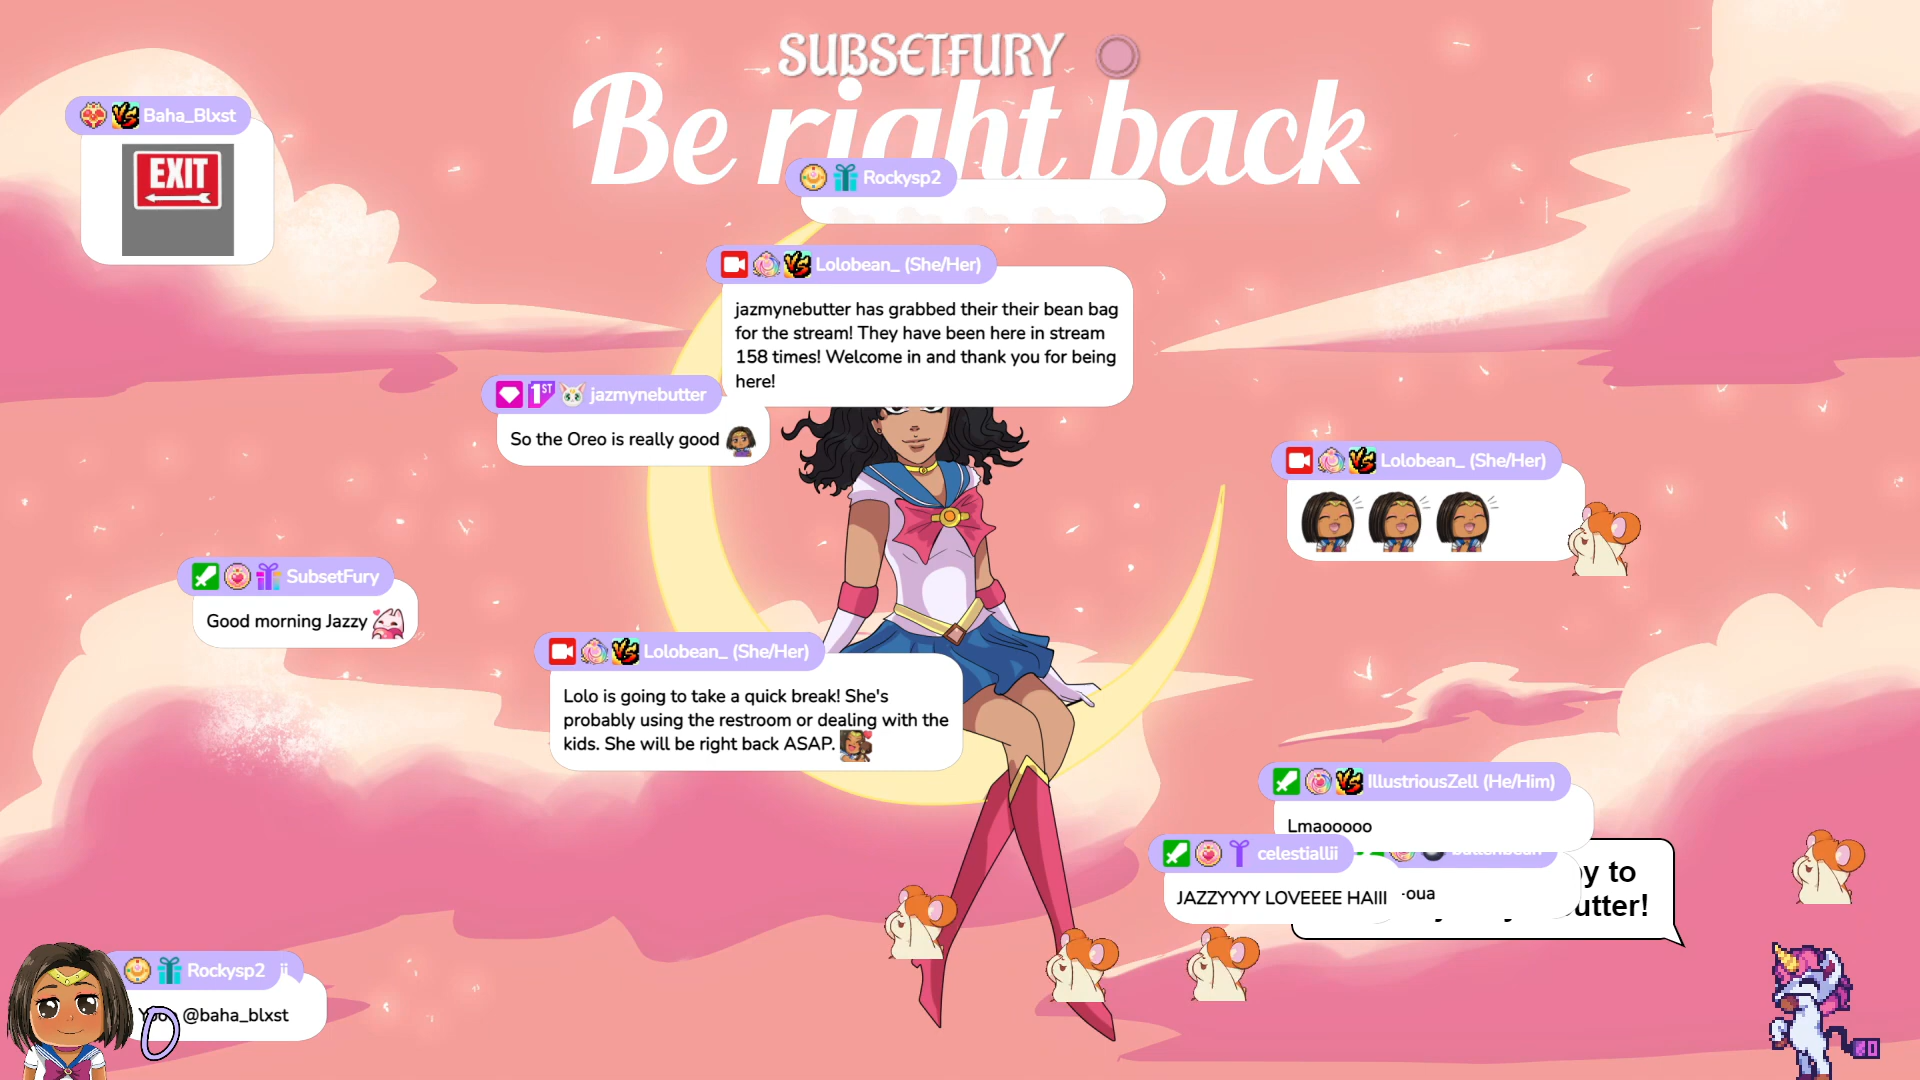 SUBSETFURY
Be right back
Baha_Blxst
EXIT
Rockysp2
Lolobean_ (She/Her)
jazmynebutter has grabbed their their bean bag
for the stream! They have been here in stream
158 times! Welcome in and thank you for being
here!
1ST jazmynebutter
So the Oreo is really good
Lolobean_ (She/Her)
SubsetFury
Good morning Jazzy
Lolobean_ (She/Her)
Lolo is going to take a quick break! She's
probably using the restroom or dealing with the
kids. She will be right back ASAP.
IllustriousZell (He/Him)
Lmaooooo
celestiallii
JAZZYYYY LOVEEEE HAIII
-oua
to
utter!
Rockysp2
@baha_blxst